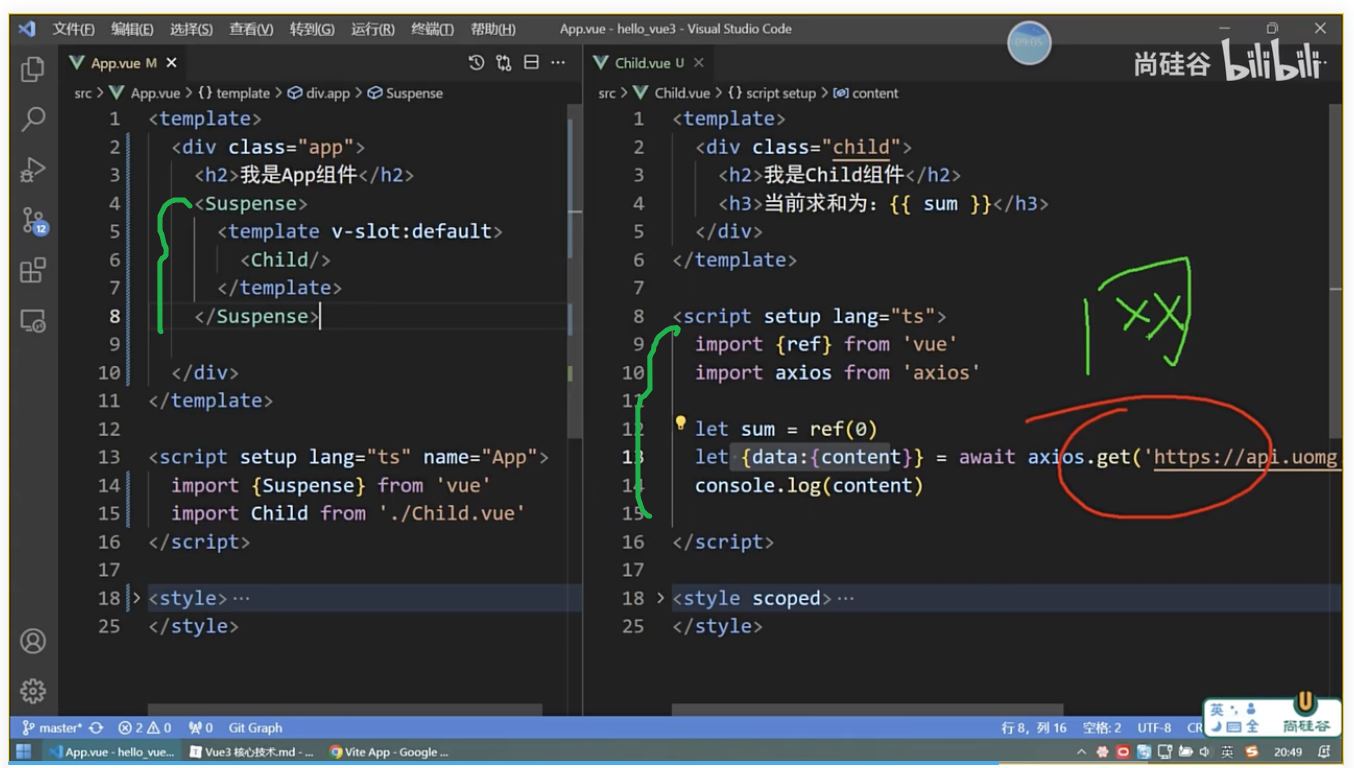 文件(F) 编辑(E) 选择(S) 查看(V) 转到(G) 运行(R) 终端(T) 帮助(H) App.vue - hello_vue3 - Visual Studio Code
09:05
尚硅谷 bilibili
App.vue M
src > App.vue > {} template > div.app > Suspense
1 <template>
2 <div class="app">
3 <h2>我是App组件</h2>
4 <Suspense>
5 <template v-slot:default>
6 <Child/>
7 </template>
8 </Suspense>
9
10 </div>
11 </template>
12
13 <script setup lang="ts" name="App">
14 import {Suspense} from 'vue'
15 import Child from './Child.vue'
16 </script>
17
18 > <style>···
25 </style>
Child.vue U
src > Child.vue > {} script setup > content
1 <template>
2 <div class="child">
3 <h2>我是Child组件</h2>
4 <h3>当前求和为：{{ sum }}</h3>
5 </div>
6 </template>
7
8 <script setup lang="ts">
9 import {ref} from 'vue'
10 import axios from 'axios'
11
12 let sum = ref(0)
13 let {data:{content}} = await axios.get('https://api.uomg
14 console.log(content)
15
16 </script>
17
18 > <style scoped>···
25 </style>
XX
12
master* 2 0 0 Git Graph
行 8，列 16 空格: 2 UTF-8 CR
英 全 尚硅谷
App.vue - hello_vue... Vue3 核心技术.md - ... Vite App - Google ...
英 20:49